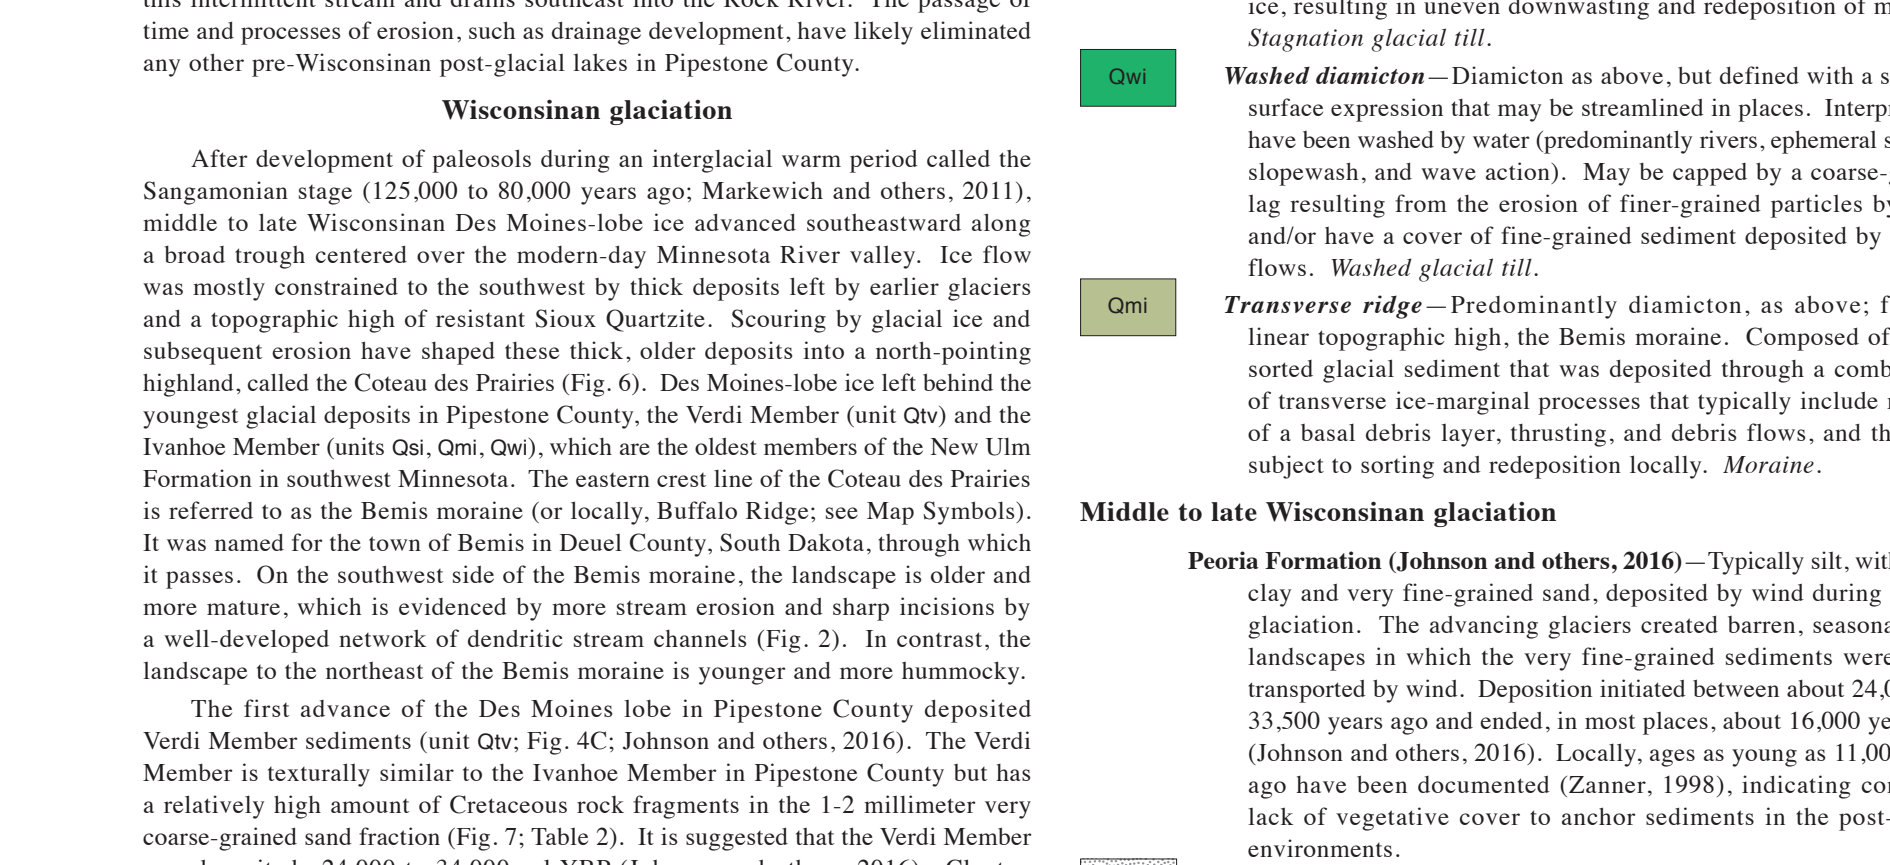 this intermittent stream and drains southeast into the Rock River. The passage of
time and processes of erosion, such as drainage development, have likely eliminated
any other pre-Wisconsinan post-glacial lakes in Pipestone County.
Wisconsinan glaciation
After development of paleosols during an interglacial warm period called the
Sangamonian stage (125,000 to 80,000 years ago; Markewich and others, 2011),
middle to late Wisconsinan Des Moines-lobe ice advanced southeastward along
a broad trough centered over the modern-day Minnesota River valley. Ice flow
was mostly constrained to the southwest by thick deposits left by earlier glaciers
and a topographic high of resistant Sioux Quartzite. Scouring by glacial ice and
subsequent erosion have shaped these thick, older deposits into a north-pointing
highland, called the Coteau des Prairies (Fig. 6). Des Moines-lobe ice left behind the
youngest glacial deposits in Pipestone County, the Verdi Member (unit Qtv) and the
Ivanhoe Member (units Qsi, Qmi, Qwi), which are the oldest members of the New Ulm
Formation in southwest Minnesota. The eastern crest line of the Coteau des Prairies
is referred to as the Bemis moraine (or locally, Buffalo Ridge; see Map Symbols).
It was named for the town of Bemis in Deuel County, South Dakota, through which
it passes. On the southwest side of the Bemis moraine, the landscape is older and
more mature, which is evidenced by more stream erosion and sharp incisions by
a well-developed network of dendritic stream channels (Fig. 2). In contrast, the
landscape to the northeast of the Bemis moraine is younger and more hummocky.
The first advance of the Des Moines lobe in Pipestone County deposited
Verdi Member sediments (unit Qtv; Fig. 4C; Johnson and others, 2016). The Verdi
Member is texturally similar to the Ivanhoe Member in Pipestone County but has
a relatively high amount of Cretaceous rock fragments in the 1-2 millimeter very
coarse-grained sand fraction (Fig. 7; Table 2). It is suggested that the Verdi Member
ice, resulting in uneven downwasting and redeposition of
Stagnation glacial till.
Qwi
Washed diamicton—Diamicton as above, but defined with a
surface expression that may be streamlined in places.
have been washed by water (predominantly rivers, ephemeral
slopewash, and wave action). May be capped by a coarse-
lag resulting from the erosion of finer-grained particles by
and/or have a cover of fine-grained sediment deposited by
flows. Washed glacial till.
Qmi
Transverse ridge—Predominantly diamicton, as above;
linear topographic high, the Bemis moraine. Composed of
sorted glacial sediment that was deposited through a
of transverse ice-marginal processes that typically include
of a basal debris layer, thrusting, and debris flows, and
subject to sorting and redeposition locally. Moraine.
Middle to late Wisconsinan glaciation
Peoria Formation (Johnson and others, 2016)—Typically silt,
clay and very fine-grained sand, deposited by wind during
glaciation. The advancing glaciers created barren,
landscapes in which the very fine-grained sediments were
transported by wind. Deposition initiated between about
33,500 years ago and ended, in most places, about 16,000
(Johnson and others, 2016). Locally, ages as young as
ago have been documented (Zanner, 1998), indicating
lack of vegetative cover to anchor sediments in the post-
environments.